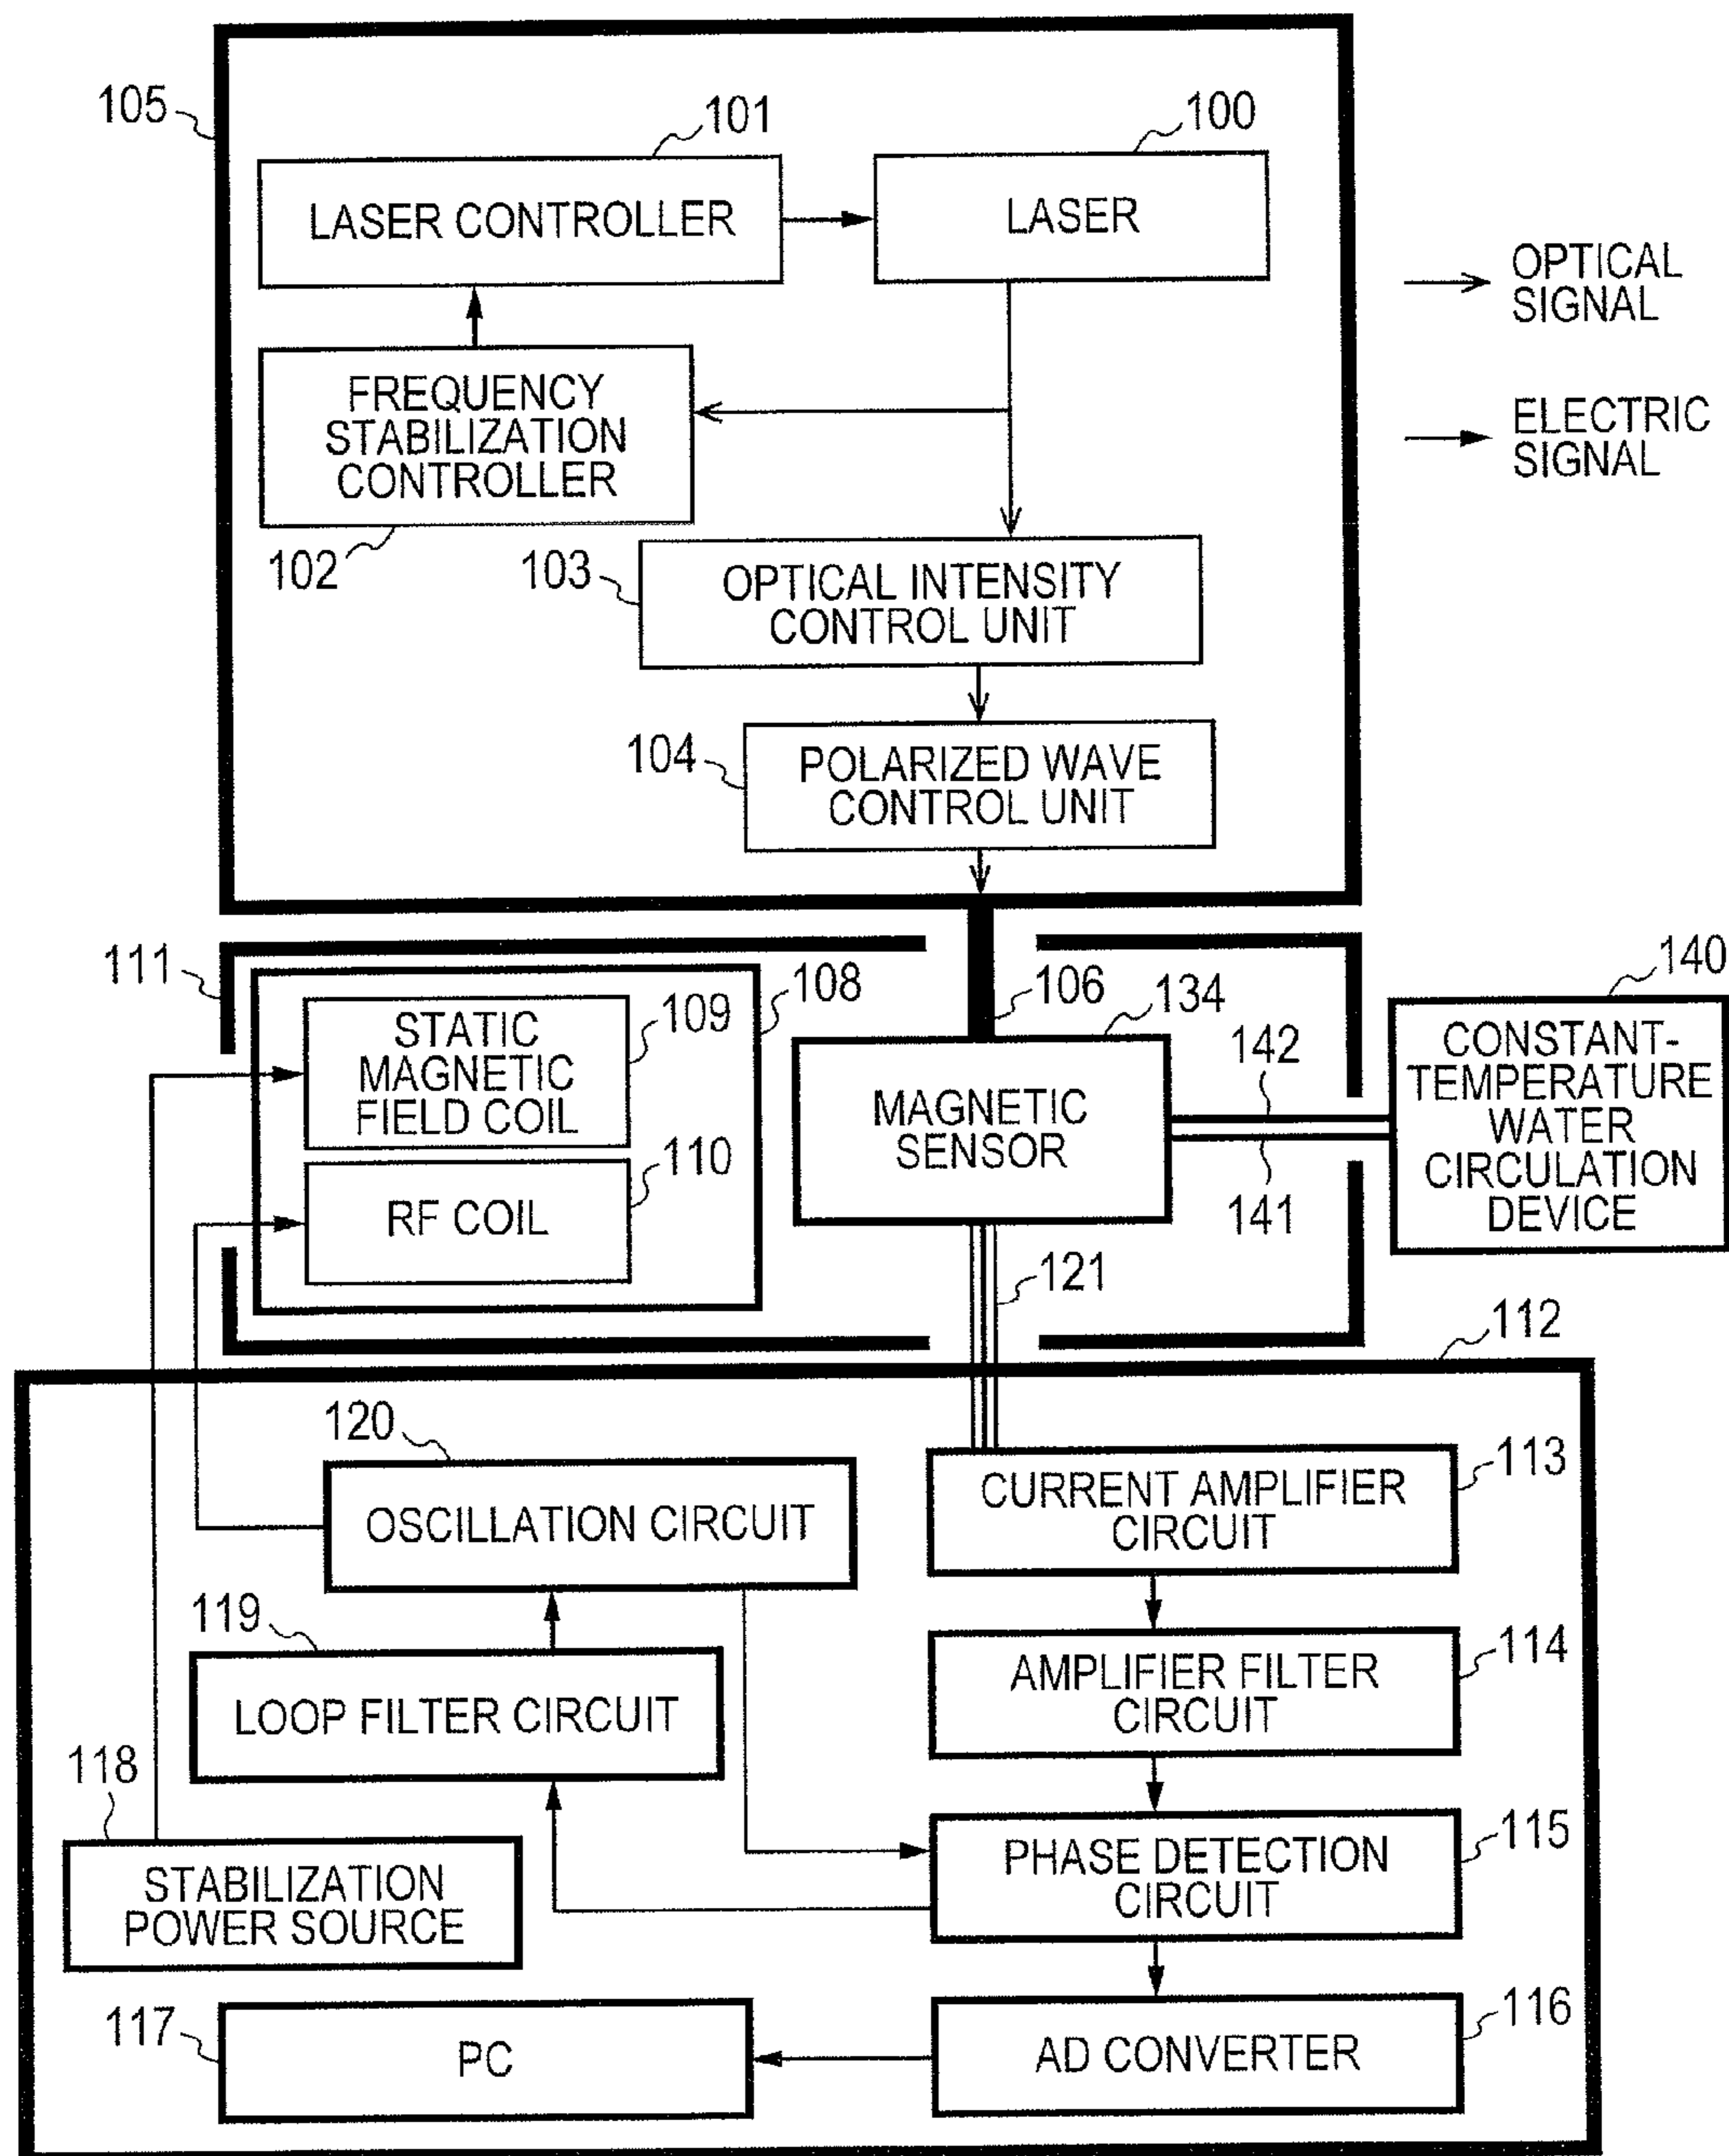 105
101
100
LASER CONTROLLER
LASER
OPTICAL
SIGNAL
FREQUENCY
STABILIZATION
CONTROLLER
ELECTRIC
SIGNAL
102
103
OPTICAL INTENSITY
CONTROL UNIT
104
POLARIZED WAVE
CONTROL UNIT
111
108
106
134
140
STATIC
MAGNETIC
FIELD COIL
109
MAGNETIC
SENSOR
142
141
CONSTANT-
TEMPERATURE
WATER
CIRCULATION
DEVICE
RF COIL
110
121
112
120
OSCILLATION CIRCUIT
CURRENT AMPLIFIER
CIRCUIT
113
119
LOOP FILTER CIRCUIT
AMPLIFIER FILTER
CIRCUIT
114
118
STABILIZATION
POWER SOURCE
PHASE DETECTION
CIRCUIT
115
117
PC
AD CONVERTER
116